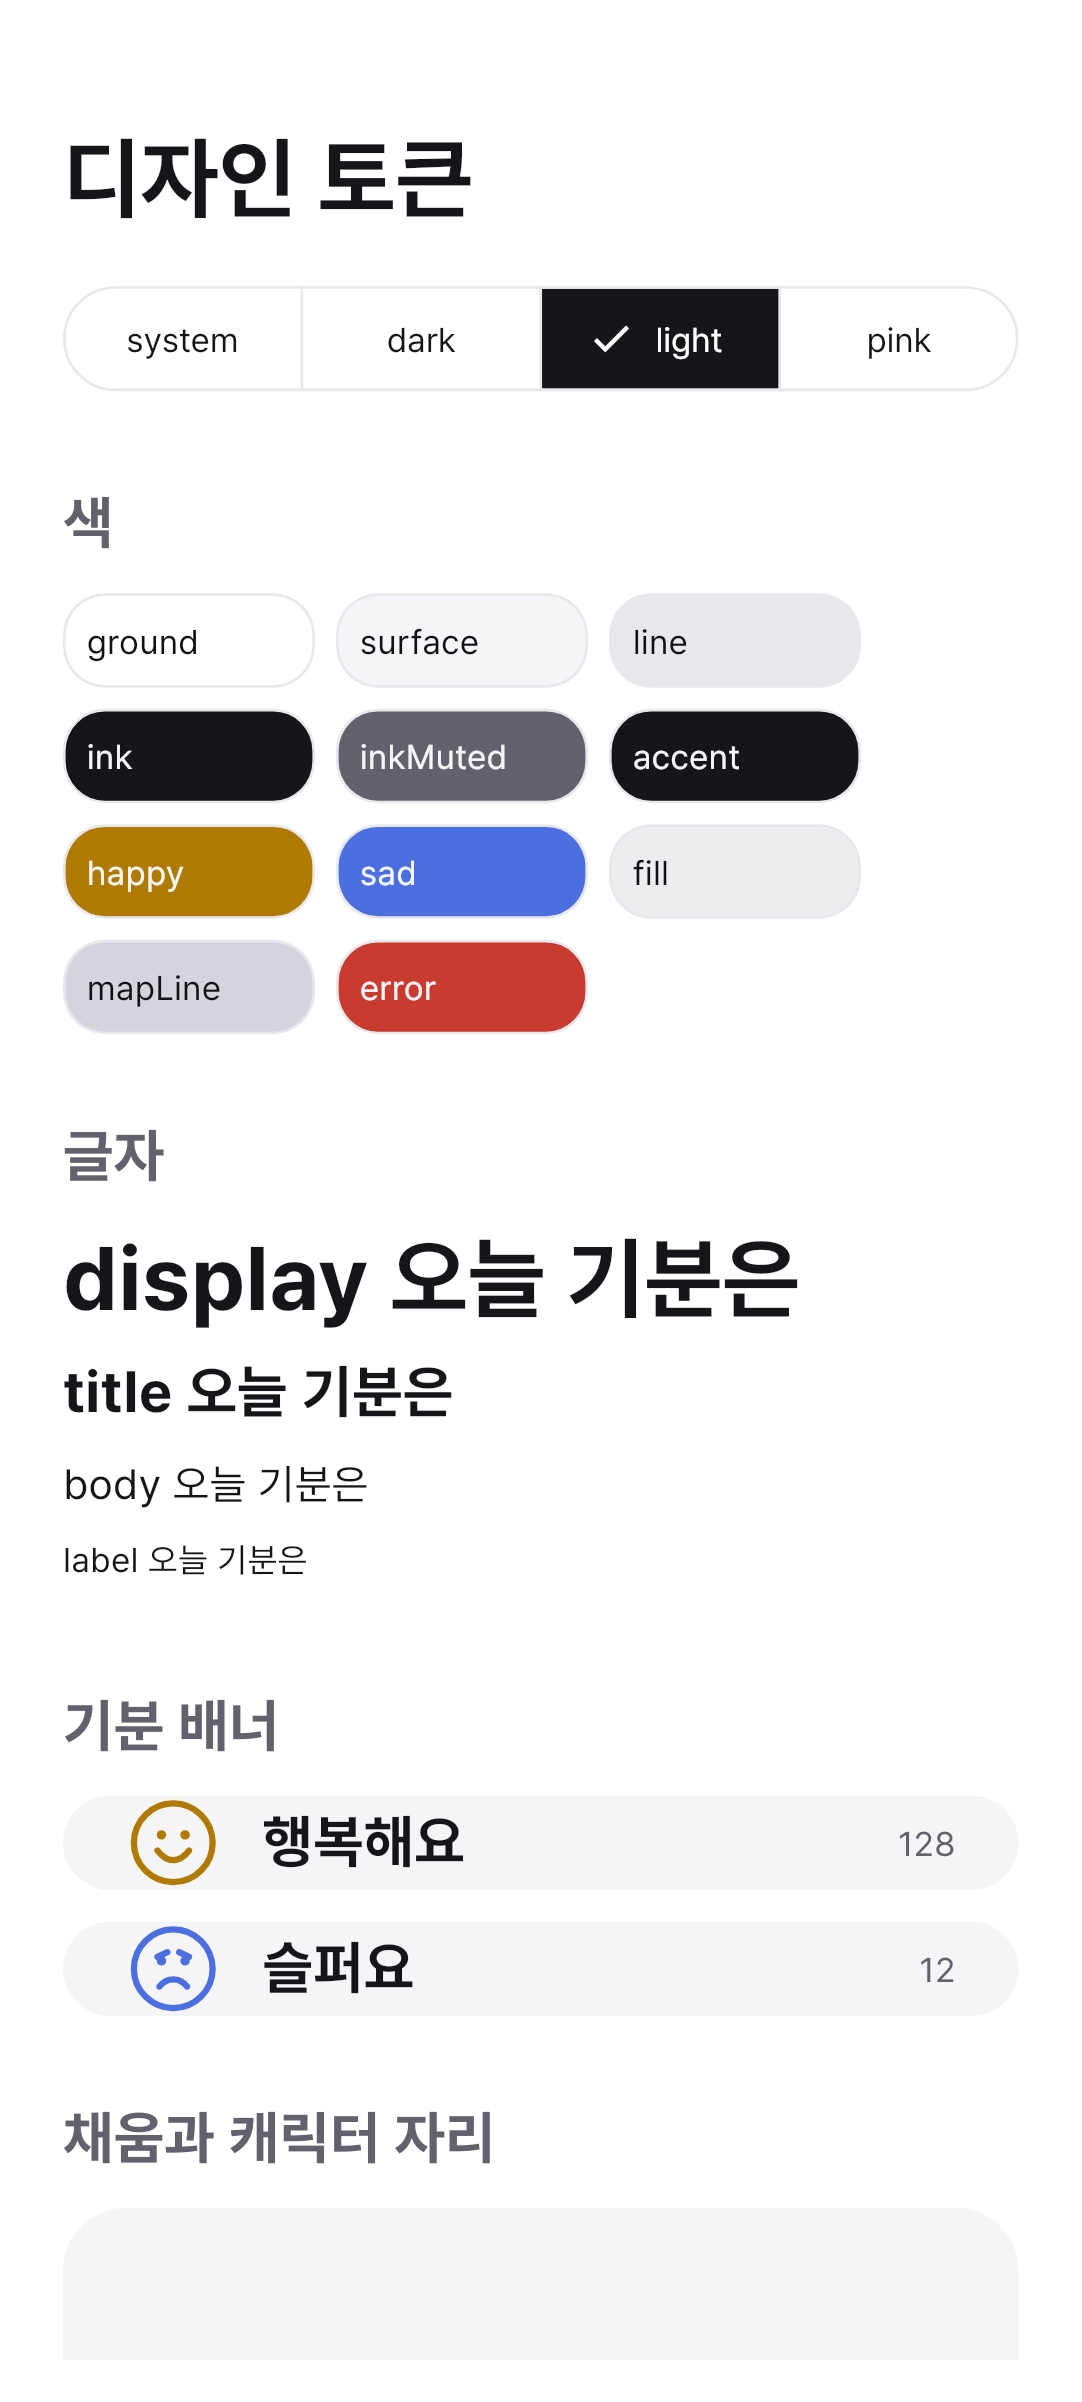 디자인 토큰
system dark light pink
색
ground surface line
ink inkMuted accent
happy sad fill
mapLine error
글자
display 오늘 기분은
title 오늘 기분은
body 오늘 기분은
label 오늘 기분은
기분 배너
행복해요 128
슬퍼요 12
채움과 캐릭터 자리